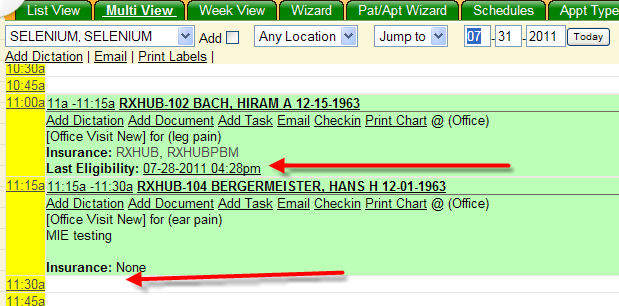 List View Multi View Week View Wizard Pat/Apt Wizard Schedules Appt Type
SELENIUM, SELENIUM Add Any Location Jump to 07 -31 -2011 Today
Add Dictation | Email | Print Labels |
10:30a
10:45a
11:00a 11a -11:15a RXHUB-102 BACH, HIRAM A 12-15-1963
Add Dictation Add Document Add Task Email Checkin Print Chart @ (Office)
[Office Visit New] for (leg pain)
Insurance: RXHUB, RXHUBPBM
Last Eligibility: 07-28-2011 04:28pm
11:15a 11:15a -11:30a RXHUB-104 BERGERMEISTER, HANS H 12-01-1963
Add Dictation Add Document Add Task Email Checkin Print Chart @ (Office)
[Office Visit New] for (ear pain)
MIE testing
Insurance: None
11:30a
11:45a